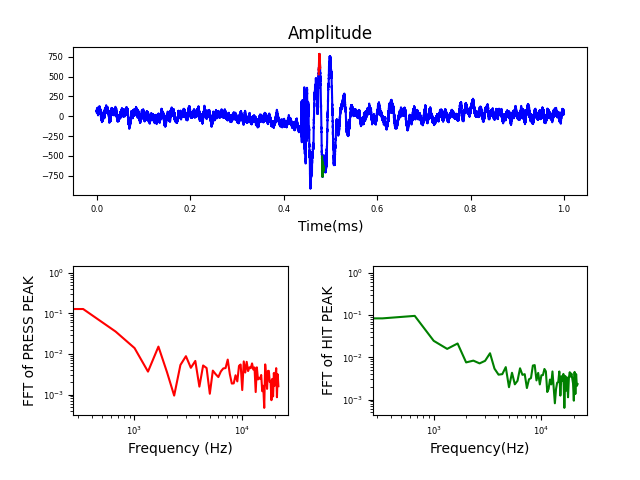 Amplitude
750
500
250
0
−250
−500
−750
0.0 0.2 0.4 0.6 0.8 1.0
Time(ms)
FFT of PRESS PEAK
10⁰
10⁻¹
10⁻²
10⁻³
10³ 10⁴
Frequency (Hz)
FFT of HIT PEAK
10⁰
10⁻¹
10⁻²
10⁻³
10³ 10⁴
Frequency(Hz)